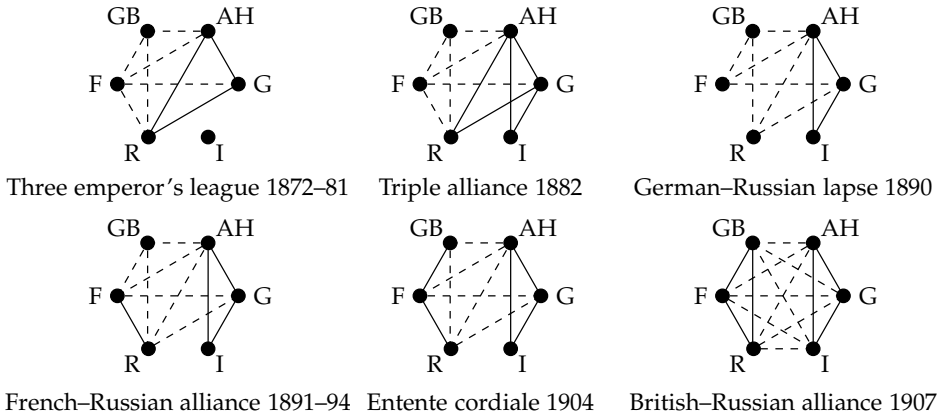 GB AH GB AH GB AH
F G F G F G
R I R I R I
Three emperor's league 1872–81 Triple alliance 1882 German–Russian lapse 1890
GB AH GB AH GB AH
F G F G F G
R I R I R I
French–Russian alliance 1891–94 Entente cordiale 1904 British–Russian alliance 1907